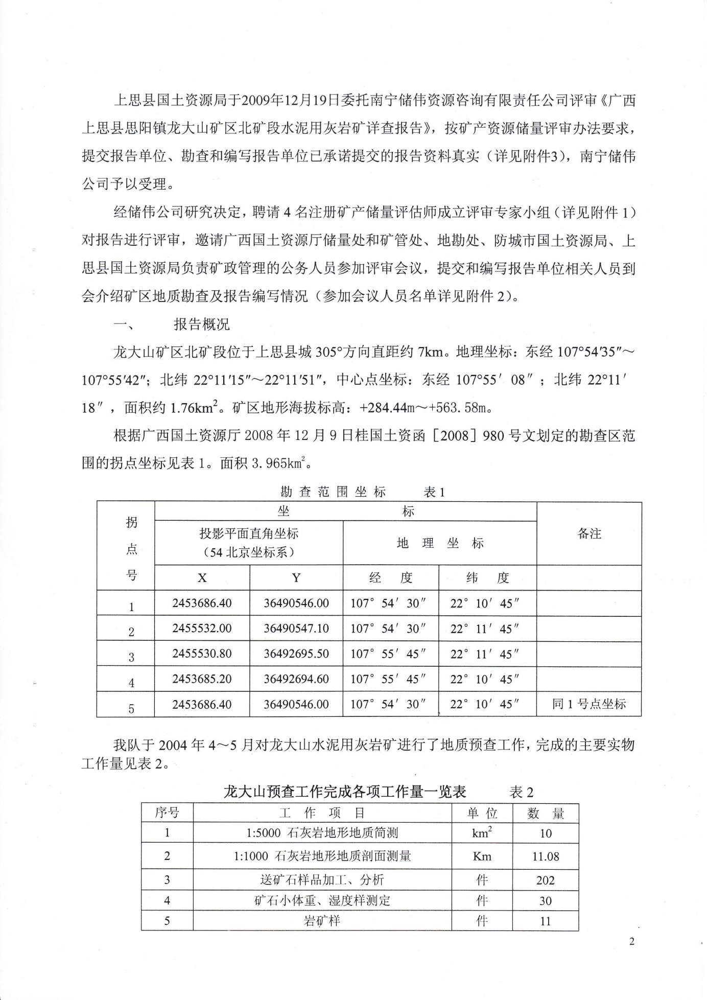 上思县国土资源局于2009年12月19日委托南宁储伟资源咨询有限责任公司评审《广西
上思县思阳镇龙大山矿区北矿段水泥用灰岩矿详查报告》，按矿产资源储量评审办法要求，
提交报告单位、勘查和编写报告单位已承诺提交的报告资料真实（详见附件3），南宁储伟
公司予以受理。
经储伟公司研究决定，聘请 4 名注册矿产储量评估师成立评审专家小组（详见附件 1）
对报告进行评审，邀请广西国土资源厅储量处和矿管处、地勘处、防城市国土资源局、上
思县国土资源局负责矿政管理的公务人员参加评审会议，提交和编写报告单位相关人员到
会介绍矿区地质勘查及报告编写情况（参加会议人员名单详见附件 2）。
一、 报告概况
龙大山矿区北矿段位于上思县城 305°方向直距约 7km。地理坐标：东经 107°54′35″～
107°55′42″；北纬 22°11′15″～22°11′51″，中心点坐标：东经 107°55′ 08″；北纬 22°11′
18″，面积约 1.76km²。矿区地形海拔标高：+284.44m～+563.58m。
根据广西国土资源厅 2008 年 12 月 9 日桂国土资函［2008］980 号文划定的勘查区范
围的拐点坐标见表 1。面积 3.965km²。
勘 查 范 围 坐 标 表 1
拐点号 坐 标 备注
投影平面直角坐标（54 北京坐标系） 地 理 坐 标
X Y 经 度 纬 度
1 2453686.40 36490546.00 107° 54′ 30″ 22° 10′ 45″
2 2455532.00 36490547.10 107° 54′ 30″ 22° 11′ 45″
3 2455530.80 36492695.50 107° 55′ 45″ 22° 11′ 45″
4 2453685.20 36492694.60 107° 55′ 45″ 22° 10′ 45″
5 2453686.40 36490546.00 107° 54′ 30″ 22° 10′ 45″ 同 1 号点坐标
我队于 2004 年 4～5 月对龙大山水泥用灰岩矿进行了地质预查工作，完成的主要实物
工作量见表 2。
龙大山预查工作完成各项工作量一览表 表 2
序号 工 作 项 目 单 位 数 量
1 1:5000 石灰岩地形地质简测 km² 10
2 1:1000 石灰岩地形地质剖面测量 Km 11.08
3 送矿石样品加工、分析 件 202
4 矿石小体重、湿度样测定 件 30
5 岩矿样 件 11
2